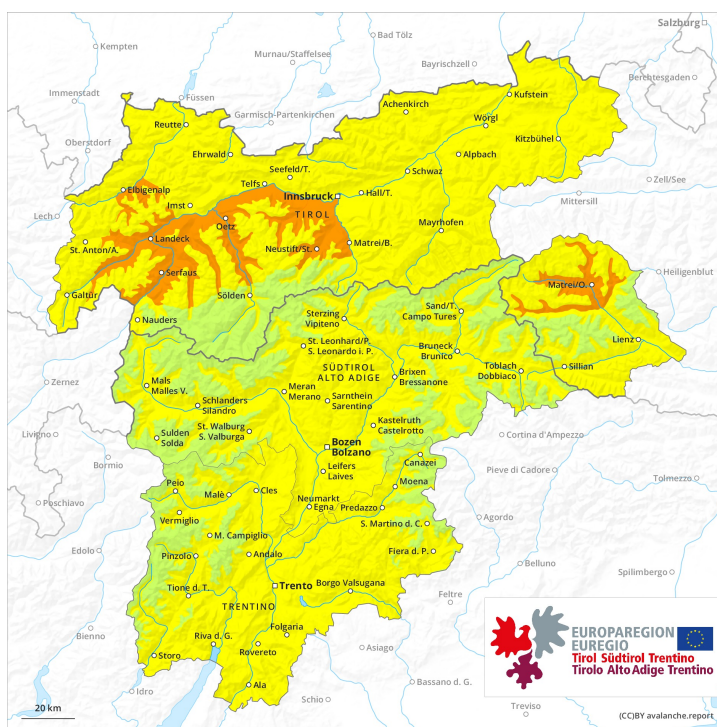 Salzburg
Bad Tölz
Kempten
Murnau/Staffelsee
Bayrischzell
Berchtesgaden
Immenstadt
Füssen
Garmisch-Partenkirchen
Achenkirch
Kufstein
Reutte
Wörgl
Oberstdorf
Ehrwald
Kitzbühel
Seefeld/T.
Alpbach
Telfs
Schwaz
Zell/See
Elbigenalp
Innsbruck
Hall/T.
Mittersill
Imst
TIROL
Lech
Oetz
Mayrhofen
St. Anton/A.
Landeck
Neustift/St.
Matrei/B.
Serfaus
Heiligenblut
Galtür
Sölden
Matrei/O.
Nauders
Sterzing
Vipiteno
Sand/T.
Campo Tures
St. Leonhard/P.
S. Leonardo i. P.
Bruneck
Brunico
Lienz
SÜDTIROL
ALTO ADIGE
Brixen
Bressanone
Toblach
Dobbiaco
Sillian
Zernez
Mals
Malles V.
Meran
Merano
Schlanders
Silandro
Sarnthein
Sarentino
St. Walburg
S. Valburga
Kastelruth
Castelrotto
Livigno
Sulden
Solda
Bozen
Bolzano
Cortina d'Ampezzo
Bormio
Leifers
Laives
Canazei
Pieve di Cadore
Tolmezzo
Peio
Malè
Cles
Moena
Poschiavo
Neumarkt
Egna
Predazzo
Vermiglio
Agordo
S. Martino d. C.
M. Campiglio
Edolo
Pinzolo
Andalo
Fiera d. P.
Belluno
Spilimbergo
Tione d. T.
Trento
Borgo Valsugana
Feltre
TRENTINO
Bienno
Folgaria
Riva d. G.
Rovereto
Asiago
Storo
Idro
Ala
Schio
Bassano d. G.
Treviso
EUROPAREGION
EUREGIO
Tirol Südtirol Trentino
Tirolo Alto Adige Trentino
20 km
(CC)BY avalanche.report